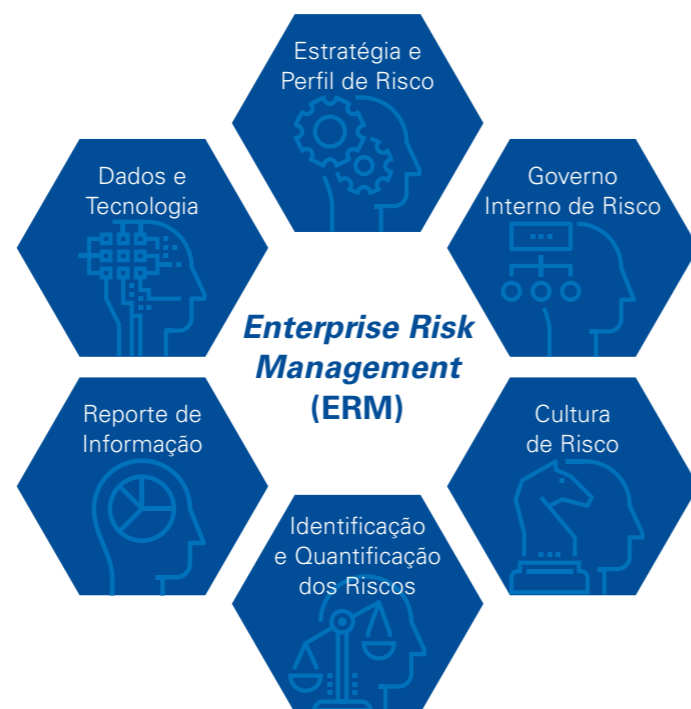 Estratégia e
Perfil de Risco
Governo
Interno de Risco
Cultura
de Risco
Identificação
e Quantificação
dos Riscos
Reporte de
Informação
Dados e
Tecnologia
Enterprise Risk
Management
(ERM)